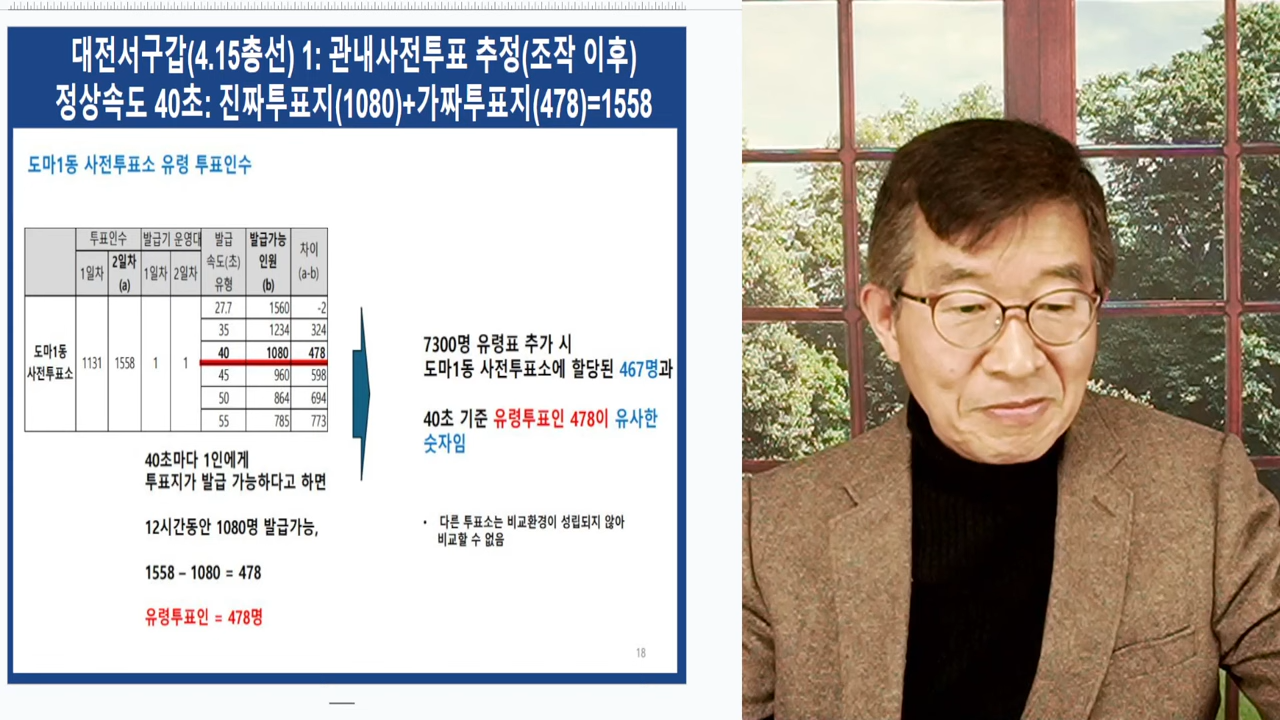 대전서구갑(4.15총선) 1: 관내사전투표 추정(조작 이후)
정상속도 40초: 진짜투표지(1080)+가짜투표지(478)=1558
도마1동 사전투표소 유령 투표인수
투표인수 발급기 운영대 발급 속도(초) 유형 발급가능 인원 (b) 차이 (a-b)
1일차 2일차 (a) 1일차 2일차
도마1동 사전투표소 1131 1558 1 1
27.7 1560 -2
35 1234 324
40 1080 478
45 960 598
50 864 694
55 785 773
40초마다 1인에게
투표지가 발급 가능하다고 하면
12시간동안 1080명 발급가능,
1558 – 1080 = 478
유령투표인 = 478명
7300명 유령표 추가 시
도마1동 사전투표소에 할당된 467명과
40초 기준 유령투표인 478이 유사한
숫자임
• 다른 투표소는 비교환경이 성립되지 않아
비교할 수 없음
18